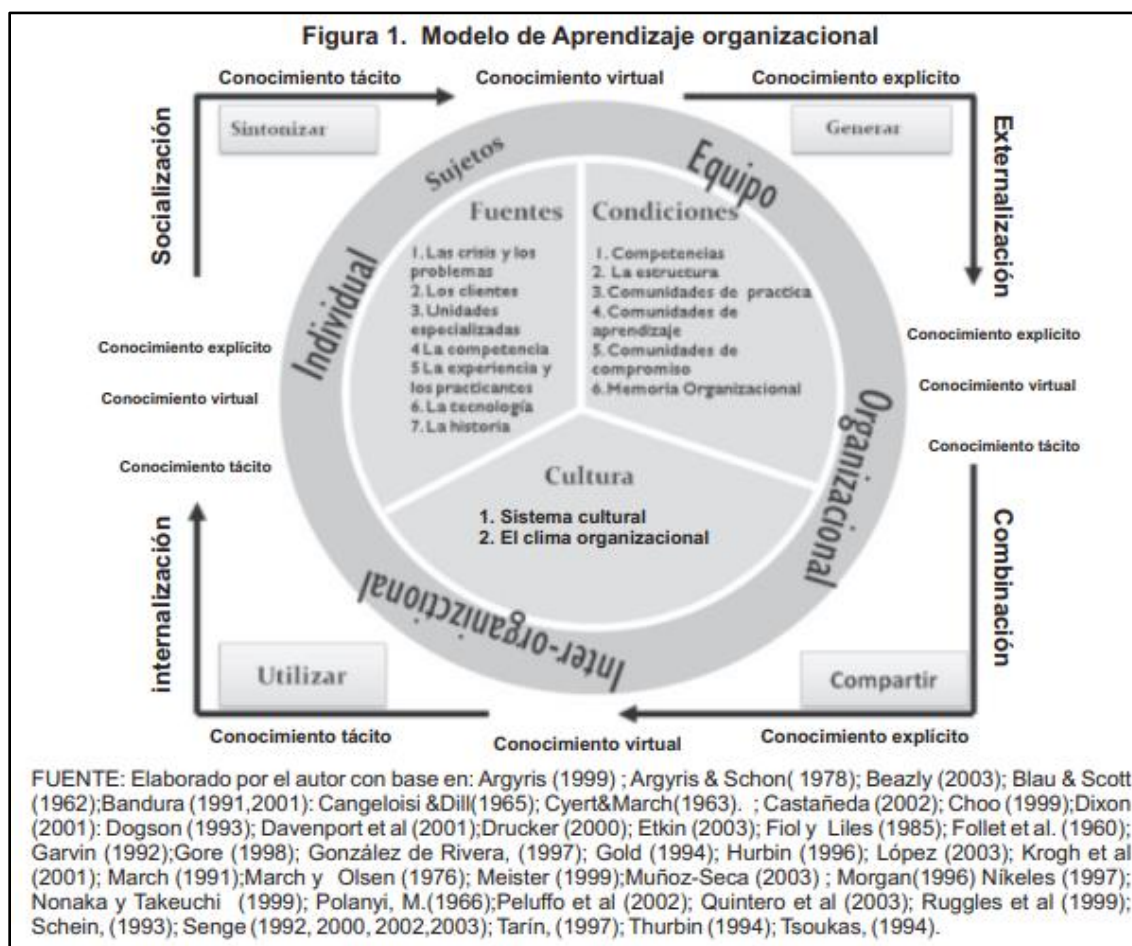 Figura 1.  Modelo de Aprendizaje organizacional
Conocimiento tácito
Conocimiento virtual
Conocimiento explícito
Sintonizar
Generar
Socialización
Externalización
Sujetos
Equipo
Individual
Organizacional
Inter-organizctional
Fuentes
1. Las crisis y los
problemas
2. Los clientes
3. Unidades
especializadas
4 La competencia
5 La experiencia y
los practicantes
6. La tecnología
7. La historia
Condiciones
1. Competencias
2. La estructura
3. Comunidades de practica
4. Comunidades de
aprendizaje
5. Comunidades de
compromiso
6. Memoria Organizacional
Cultura
1. Sistema cultural
2. El clima organizacional
Conocimiento explícito
Conocimiento virtual
Conocimiento tácito
Conocimiento explícito
Conocimiento virtual
Conocimiento tácito
internalización
Combinación
Utilizar
Compartir
Conocimiento tácito
Conocimiento virtual
Conocimiento explícito
FUENTE: Elaborado por el autor con base en: Argyris (1999) ; Argyris & Schon( 1978); Beazly (2003); Blau & Scott
(1962);Bandura (1991,2001): Cangeloisi &Dill(1965); Cyert&March(1963). ; Castañeda (2002); Choo (1999);Dixon
(2001): Dogson (1993); Davenport et al (2001);Drucker (2000); Etkin (2003); Fiol y  Liles (1985); Follet et al. (1960);
Garvin (1992);Gore (1998); González de Rivera, (1997); Gold (1994); Hurbin (1996); López (2003); Krogh et al
(2001); March (1991);March y  Olsen (1976); Meister (1999);Muñoz-Seca (2003) ; Morgan(1996) Níkeles (1997);
Nonaka y Takeuchi  (1999); Polanyi, M.(1966);Peluffo et al (2002); Quintero et al (2003); Ruggles et al (1999);
Schein, (1993); Senge (1992, 2000, 2002,2003); Tarín, (1997); Thurbin (1994); Tsoukas, (1994).